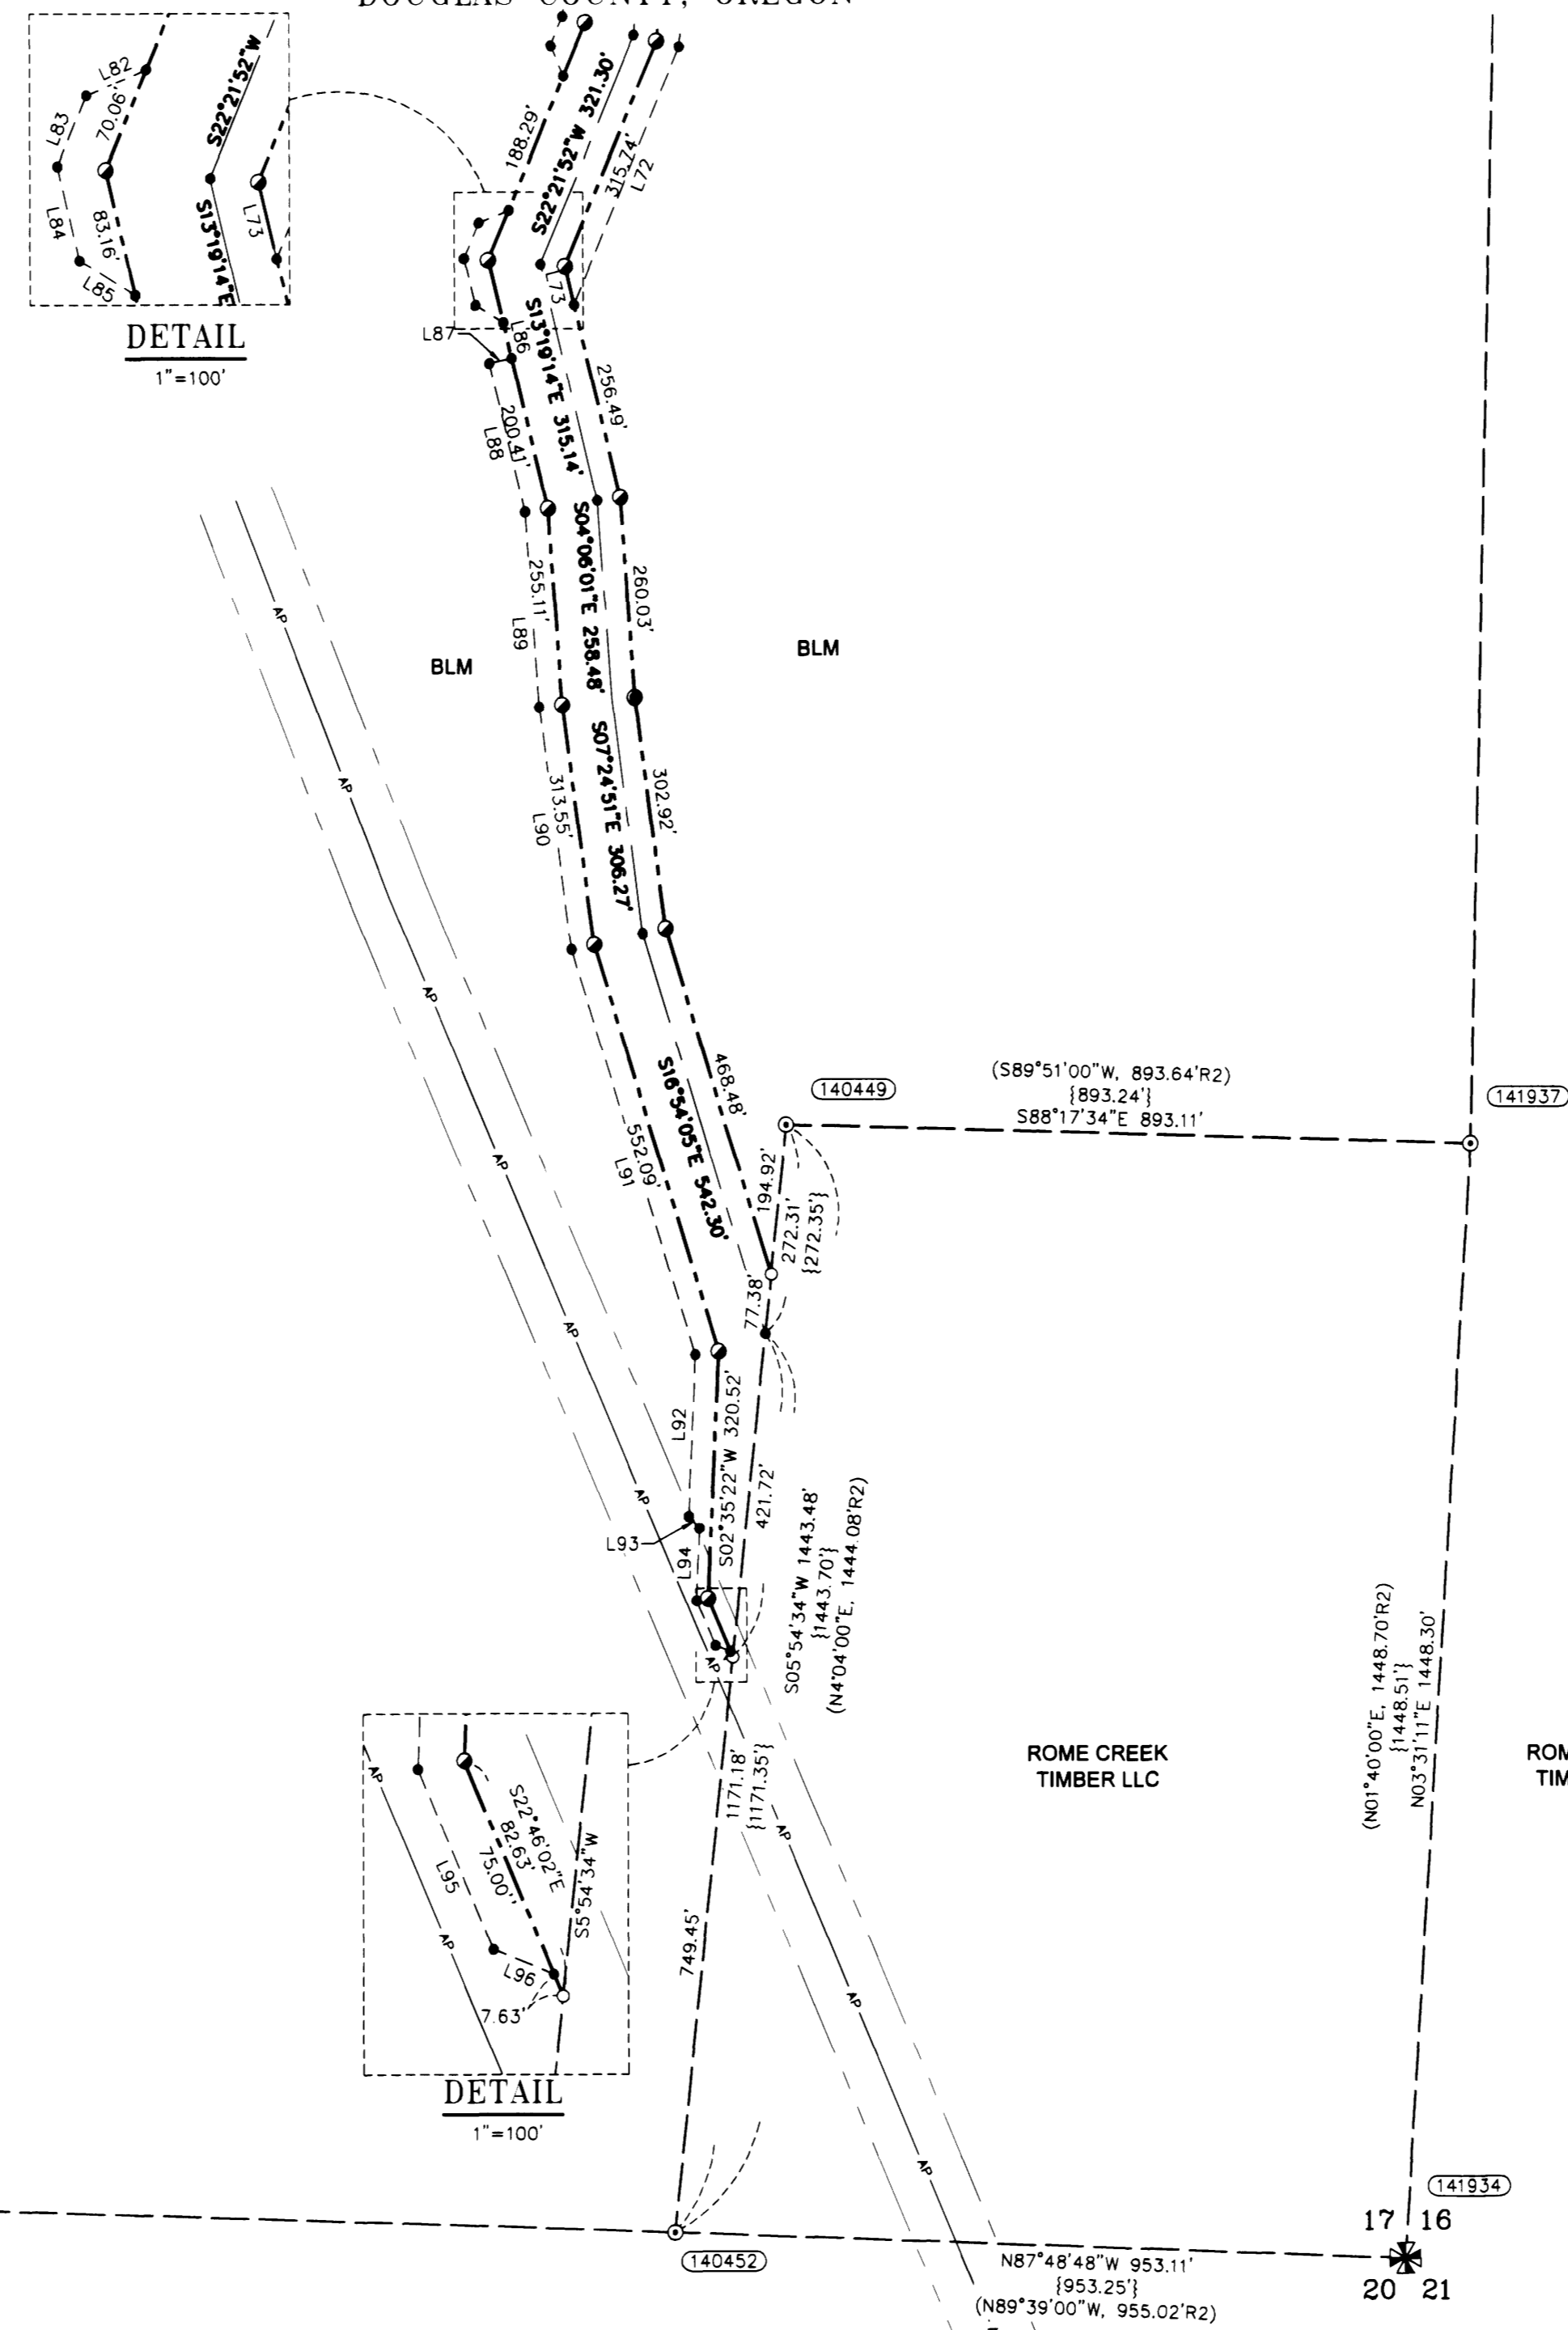 DOUGLAS COUNTY, OREGON
L82
L83
70.06'
S22°21'52"W
L84
83.16'
S13°19'14"E
L73
L85
DETAIL
1"=100'
188.29'
S22°21'52"W 321.30'
315.74'
L72
L73
L87
L86
S13°19'14"E 315.14'
256.49'
200.41'
L88
S04°06'01"E 258.48'
260.03'
255.11'
L89
AP
BLM
BLM
S07°24'51"E 306.27'
302.92'
313.55'
L90
AP
AP
S16°54'05"E 542.30'
468.48'
140449
(S89°51'00"W, 893.64'R2)
{893.24'}
S88°17'34"E 893.11'
141937
552.09'
L91
AP
194.92'
272.31'
{272.35'}
77.38'
AP
L92
S02°35'22"W 320.52'
421.72'
AP
L93
L94
S05°54'34"W 1443.48'
{1443.70'}
(N4°04'00"E, 1444.08'R2)
AP
(N01°40'00"E, 1448.70'R2)
{1448.51'}
N03°31'11"E 1448.30'
1171.18'
{1171.35'}
AP
ROME CREEK
TIMBER LLC
ROM
TIM
AP
S22°46'02"E
82.63'
75.00''
S5°54'34"W
L95
AP
L96
7.63'
DETAIL
1"=100'
749.45'
AP
AP
141934
17 16
20 21
140452
N87°48'48"W 953.11'
{953.25'}
(N89°39'00"W, 955.02'R2)